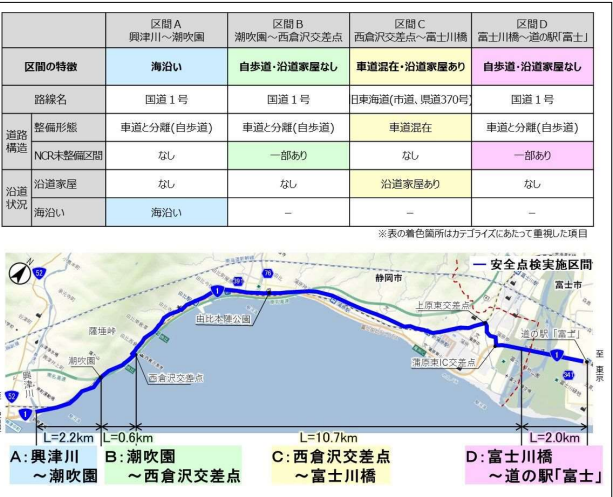 区間A 区間B 区間C 区間D
興津川～潮吹園 潮吹園～西倉沢交差点 西倉沢交差点～富士川橋 富士川橋～道の駅「富士」
区間の特徴 海沿い 自歩道・沿道家屋なし 車道混在・沿道家屋あり 自歩道・沿道家屋なし
路線名 国道1号 国道1号 旧東海道(市道、県道370号) 国道1号
道路構造 整備形態 車道と分離(自歩道) 車道と分離(自歩道) 車道混在 車道と分離(自歩道)
NCR未整備区間 なし 一部あり なし 一部あり
沿道状況 沿道家屋 なし なし 沿道家屋あり なし
海沿い 海沿い － － －
※表の着色箇所はカテゴライズにあたって重視した項目
安全点検実施区間
N
52
76
396
静岡市
富士市
1
上原東交差点
道の駅「富士」
由比本陣公園
薩埵峠
潮吹園
西倉沢交差点
蒲原東IC交差点
1
341
至 東京
興津川
52
1
L=2.2km L=0.6km L=10.7km L=2.0km
A:興津川 B:潮吹園 C:西倉沢交差点 D:富士川橋
～潮吹園 ～西倉沢交差点 ～富士川橋 ～道の駅「富士」